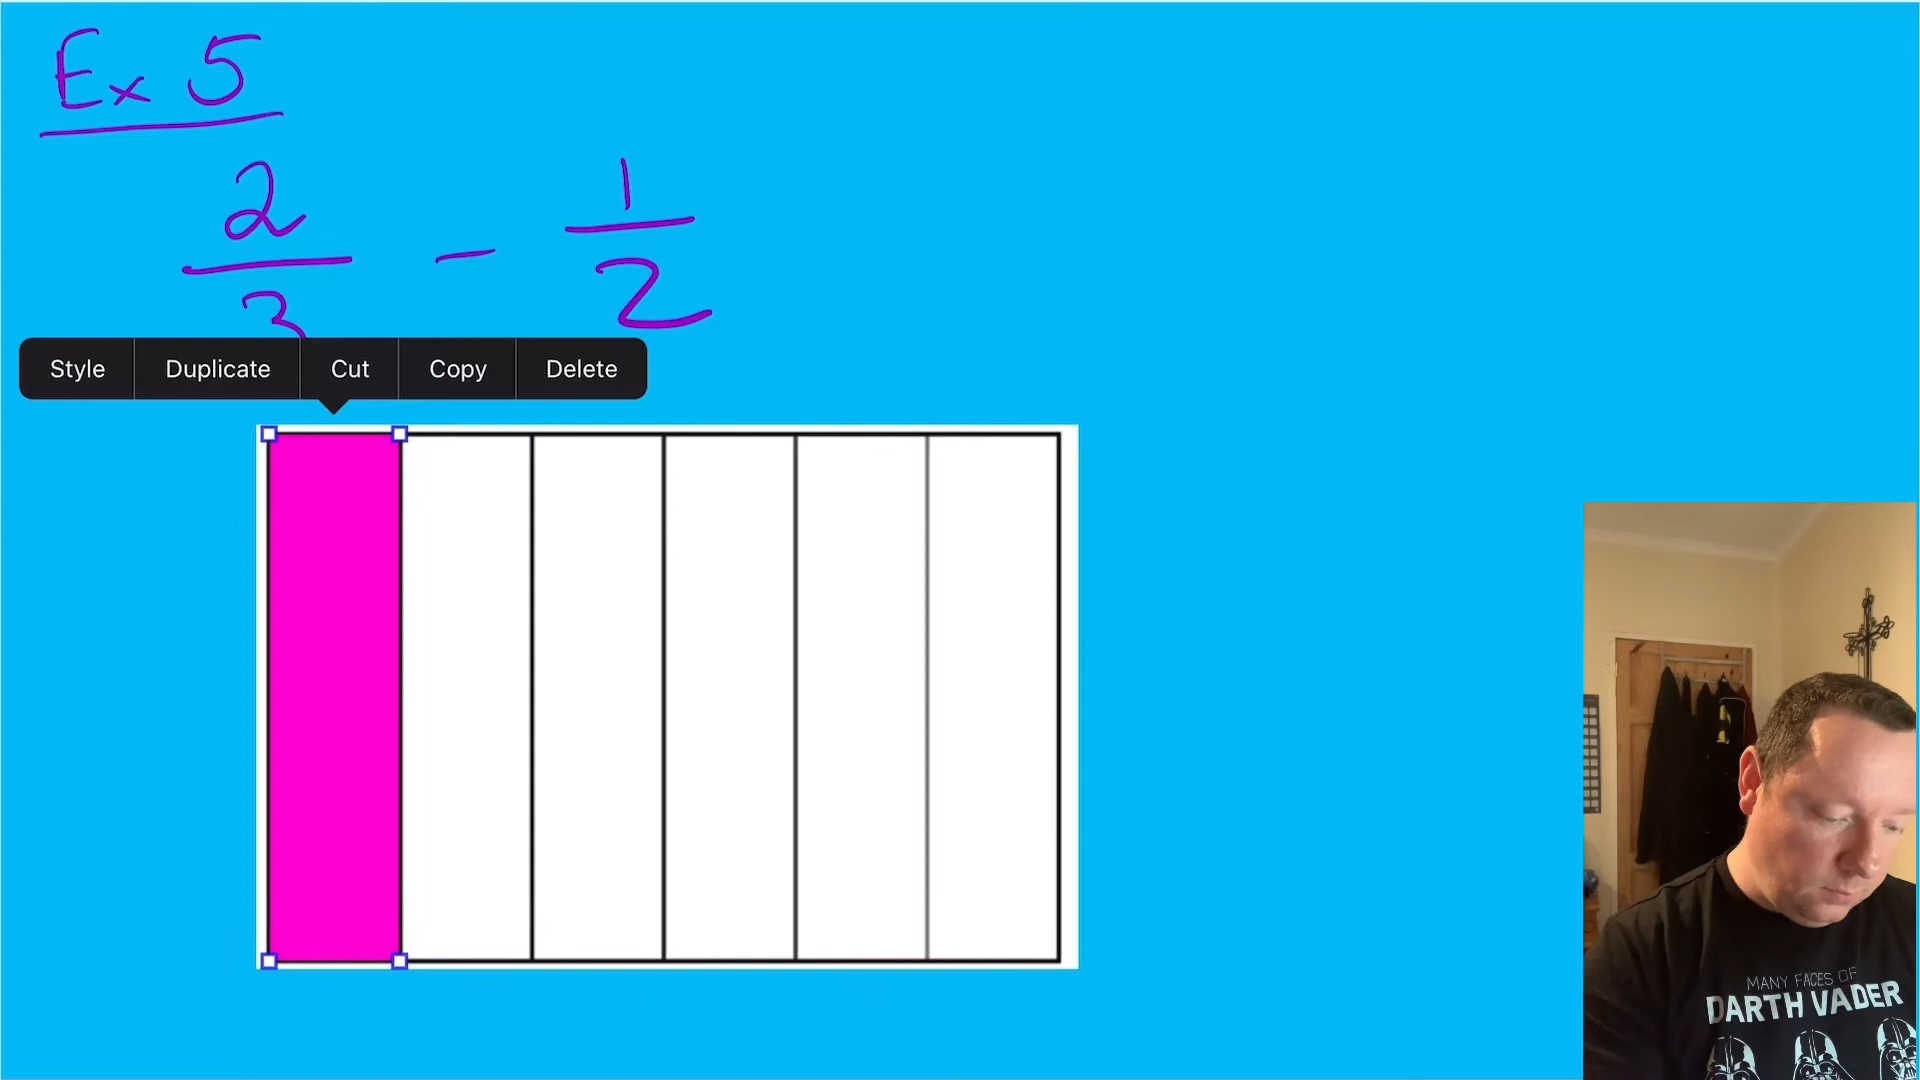 Ex 5
2/3 - 1/2
Style Duplicate Cut Copy Delete
MANY FACES OF
DARTH VADER